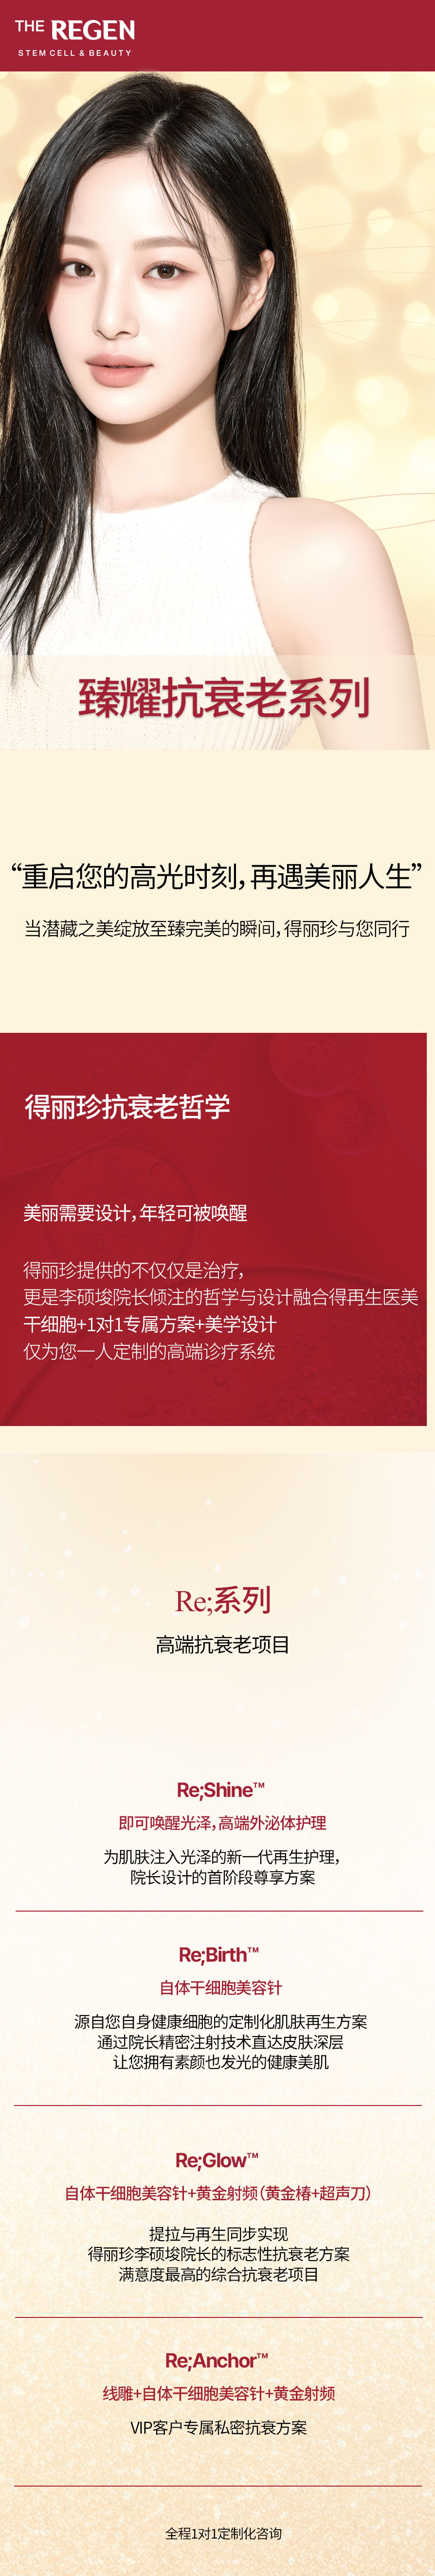 THE REGEN
STEM CELL & BEAUTY
臻耀抗衰老系列
“重启您的高光时刻，再遇美丽人生”
当潜藏之美绽放至臻完美的瞬间，得丽珍与您同行
得丽珍抗衰老哲学
美丽需要设计，年轻可被唤醒
得丽珍提供的不仅仅是治疗，
更是李硕埈院长倾注的哲学与设计融合得再生医美
干细胞+1对1专属方案+美学设计
仅为您一人定制的高端诊疗系统
Re;系列
高端抗衰老项目
Re;Shine™
即可唤醒光泽，高端外泌体护理
为肌肤注入光泽的新一代再生护理，
院长设计的首阶段尊享方案
Re;Birth™
自体干细胞美容针
源自您自身健康细胞的定制化肌肤再生方案
通过院长精密注射技术直达皮肤深层
让您拥有素颜也发光的健康美肌
Re;Glow™
自体干细胞美容针+黄金射频（黄金椿+超声刀）
提拉与再生同步实现
得丽珍李硕埈院长的标志性抗衰老方案
满意度最高的综合抗衰老项目
Re;Anchor™
线雕+自体干细胞美容针+黄金射频
VIP客户专属私密抗衰方案
全程1对1定制化咨询